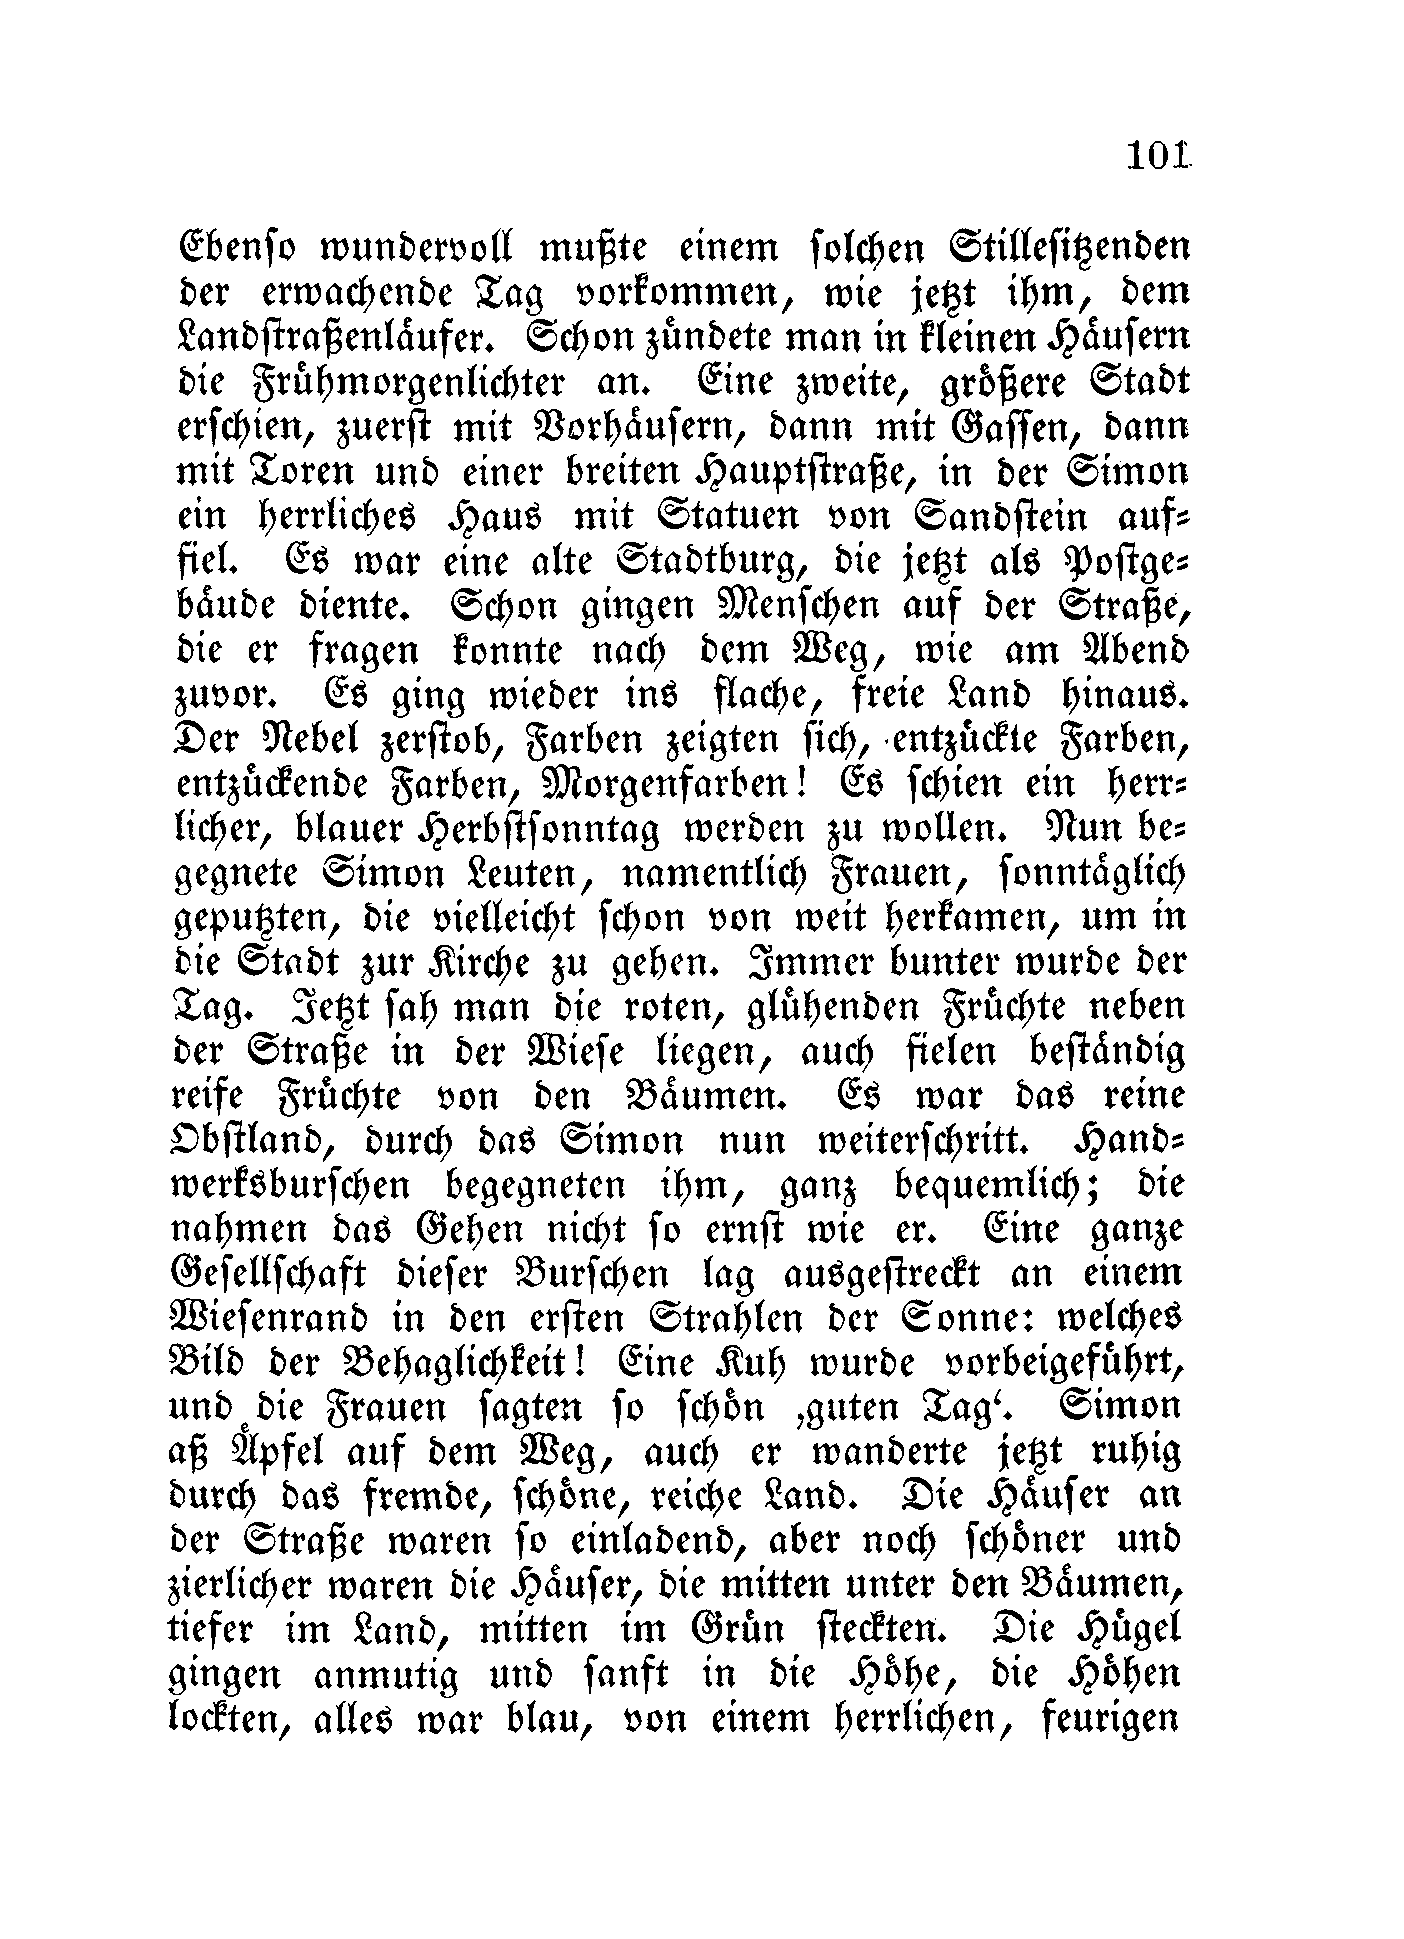 101
Ebenso wundervoll mußte einem solchen Stillesitzenden
der erwachende Tag vorkommen, wie jetzt ihm, dem
Landstraßenläufer. Schon zündete man in kleinen Häusern
die Frühmorgenlichter an. Eine zweite, größere Stadt
erschien, zuerst mit Vorhäusern, dann mit Gassen, dann
mit Toren und einer breiten Hauptstraße, in der Simon
ein herrliches Haus mit Statuen von Sandstein auf-
fiel. Es war eine alte Stadtburg, die jetzt als Postge-
bäude diente. Schon gingen Menschen auf der Straße,
die er fragen konnte nach dem Weg, wie am Abend
zuvor. Es ging wieder ins flache, freie Land hinaus.
Der Nebel zerstob, Farben zeigten sich, entzückte Farben,
entzückende Farben, Morgenfarben! Es schien ein herr-
licher, blauer Herbstsonntag werden zu wollen. Nun be-
gegnete Simon Leuten, namentlich Frauen, sonntäglich
geputzten, die vielleicht schon von weit herkamen, um in
die Stadt zur Kirche zu gehen. Immer bunter wurde der
Tag. Jetzt sah man die roten, glühenden Früchte neben
der Straße in der Wiese liegen, auch fielen beständig
reife Früchte von den Bäumen. Es war das reine
Obstland, durch das Simon nun weiterschritt. Hand-
werksburschen begegneten ihm, ganz bequemlich; die
nahmen das Gehen nicht so ernst wie er. Eine ganze
Gesellschaft dieser Burschen lag ausgestreckt an einem
Wiesenrand in den ersten Strahlen der Sonne: welches
Bild der Behaglichkeit! Eine Kuh wurde vorbeigeführt,
und die Frauen sagten so schön ‚guten Tag‘. Simon
aß Äpfel auf dem Weg, auch er wanderte jetzt ruhig
durch das fremde, schöne, reiche Land. Die Häuser an
der Straße waren so einladend, aber noch schöner und
zierlicher waren die Häuser, die mitten unter den Bäumen,
tiefer im Land, mitten im Grün steckten. Die Hügel
gingen anmutig und sanft in die Höhe, die Höhen
lockten, alles war blau, von einem herrlichen, feurigen